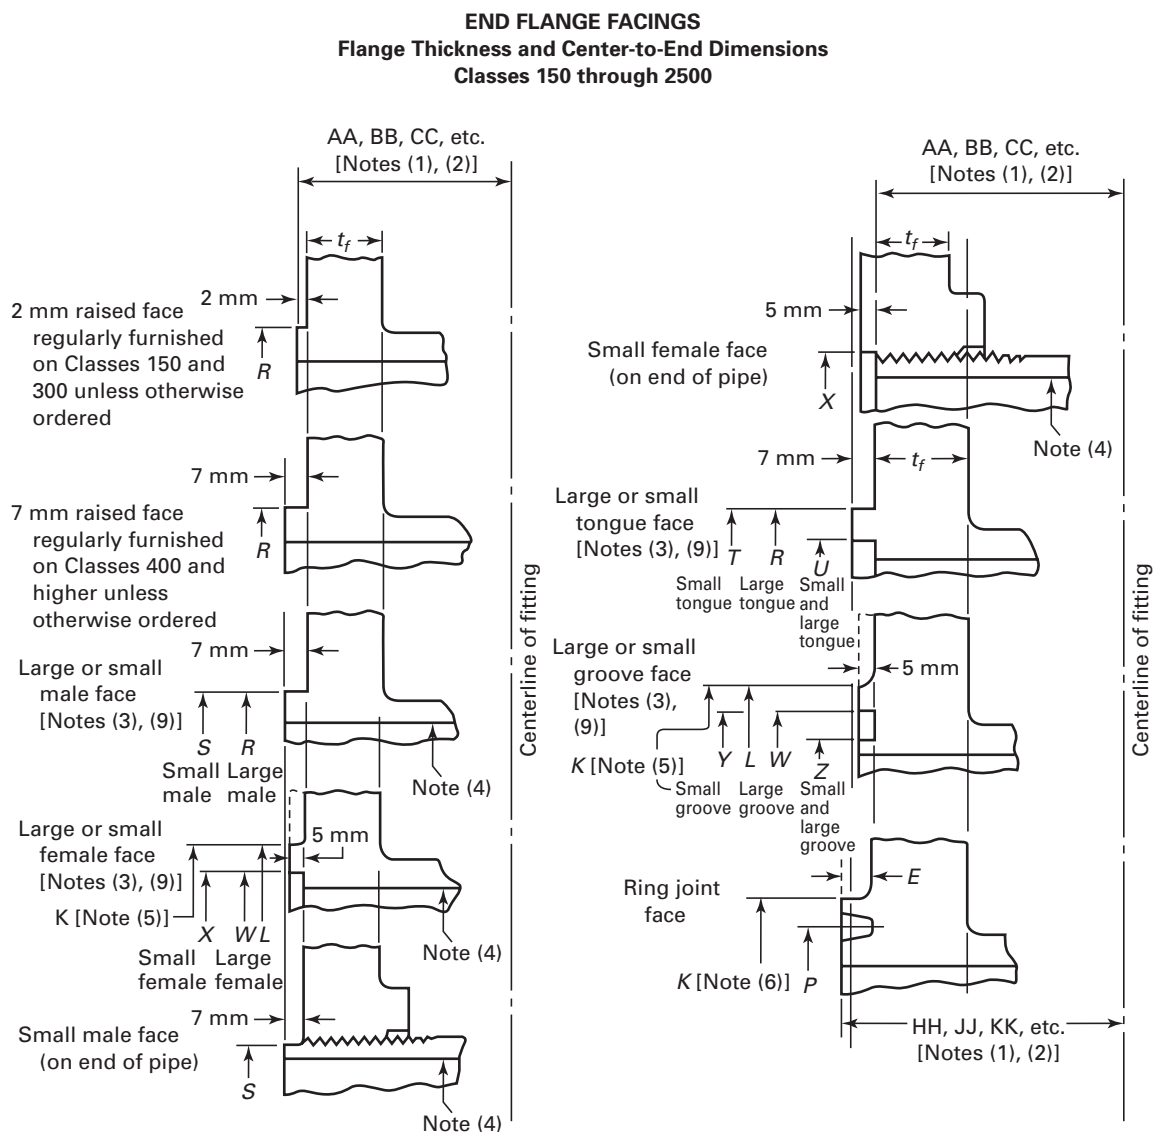 END FLANGE FACINGS
Flange Thickness and Center-to-End Dimensions
Classes 150 through 2500
AA, BB, CC, etc.
[Notes (1), (2)]
t_f
2 mm
2 mm raised face
regularly furnished
on Classes 150 and
300 unless otherwise
ordered
R
7 mm
7 mm raised face
regularly furnished
on Classes 400 and
higher unless
otherwise ordered
R
7 mm
Large or small
male face
[Notes (3), (9)]
S R
Small Large
male male
Note (4)
Large or small
female face
[Notes (3), (9)]
5 mm
K [Note (5)]
X W L
Small Large
female female
Note (4)
7 mm
Small male face
(on end of pipe)
S
Note (4)
Centerline of fitting
AA, BB, CC, etc.
[Notes (1), (2)]
t_f
5 mm
Small female face
(on end of pipe)
X
Note (4)
7 mm
t_f
Large or small
tongue face
[Notes (3), (9)]
T R U
Small Large Small
tongue tongue and
large
tongue
Large or small
groove face
[Notes (3),
(9)]
5 mm
K [Note (5)]
Y L W Z
Small Large Small
groove groove and
large
groove
Ring joint
face
E
K [Note (6)] P
HH, JJ, KK, etc.
[Notes (1), (2)]
Centerline of fitting